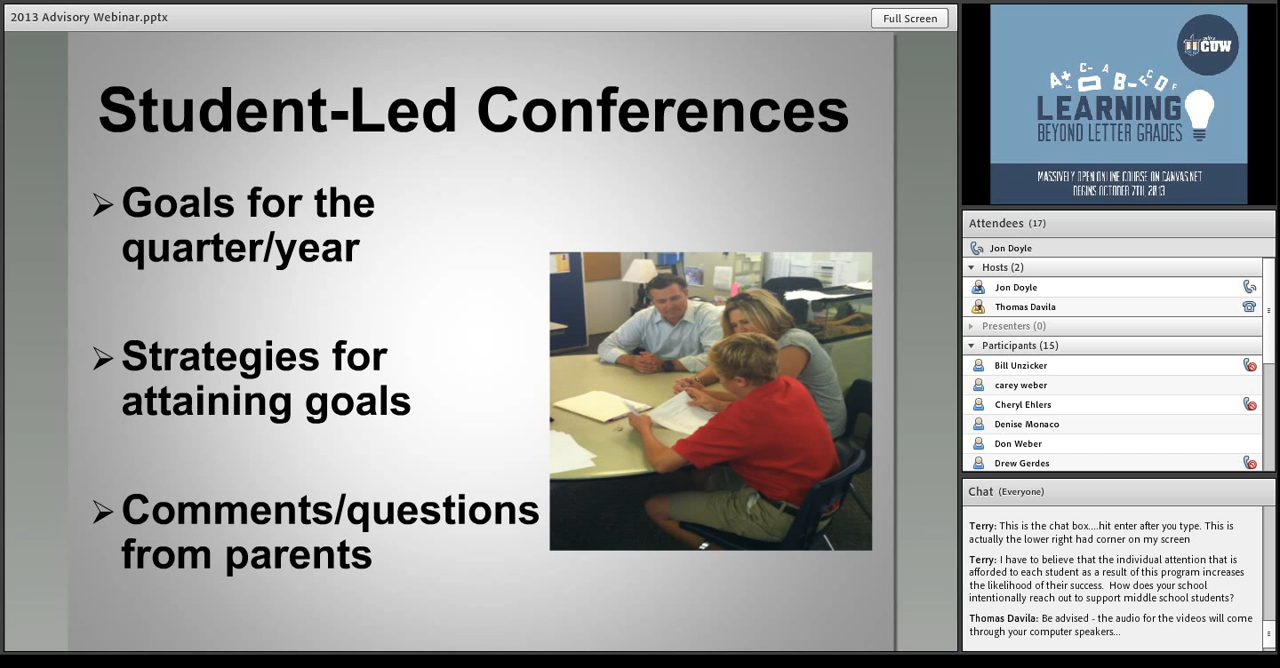 2013 Advisory Webinar.pptx
Full Screen
Student-Led Conferences
Goals for the
quarter/year
Strategies for
attaining goals
Comments/questions
from parents
CUW
A+ C- A B- C D F
F F
LEARNING
BEYOND LETTER GRADES
MASSIVELY OPEN ONLINE COURSE ON CANVAS.NET
BEGINS OCTOBER 7TH, 2013
Attendees (17)
Jon Doyle
Hosts (2)
Jon Doyle
Thomas Davila
Presenters (0)
Participants (15)
Bill Unzicker
carey weber
Cheryl Ehlers
Denise Monaco
Don Weber
Drew Gerdes
Chat (Everyone)
Terry: This is the chat box....hit enter after you type. This is
actually the lower right had corner on my screen
Terry: I have to believe that the individual attention that is
afforded to each student as a result of this program increases
the likelihood of their success. How does your school
intentionally reach out to support middle school students?
Thomas Davila: Be advised - the audio for the videos will come
through your computer speakers...